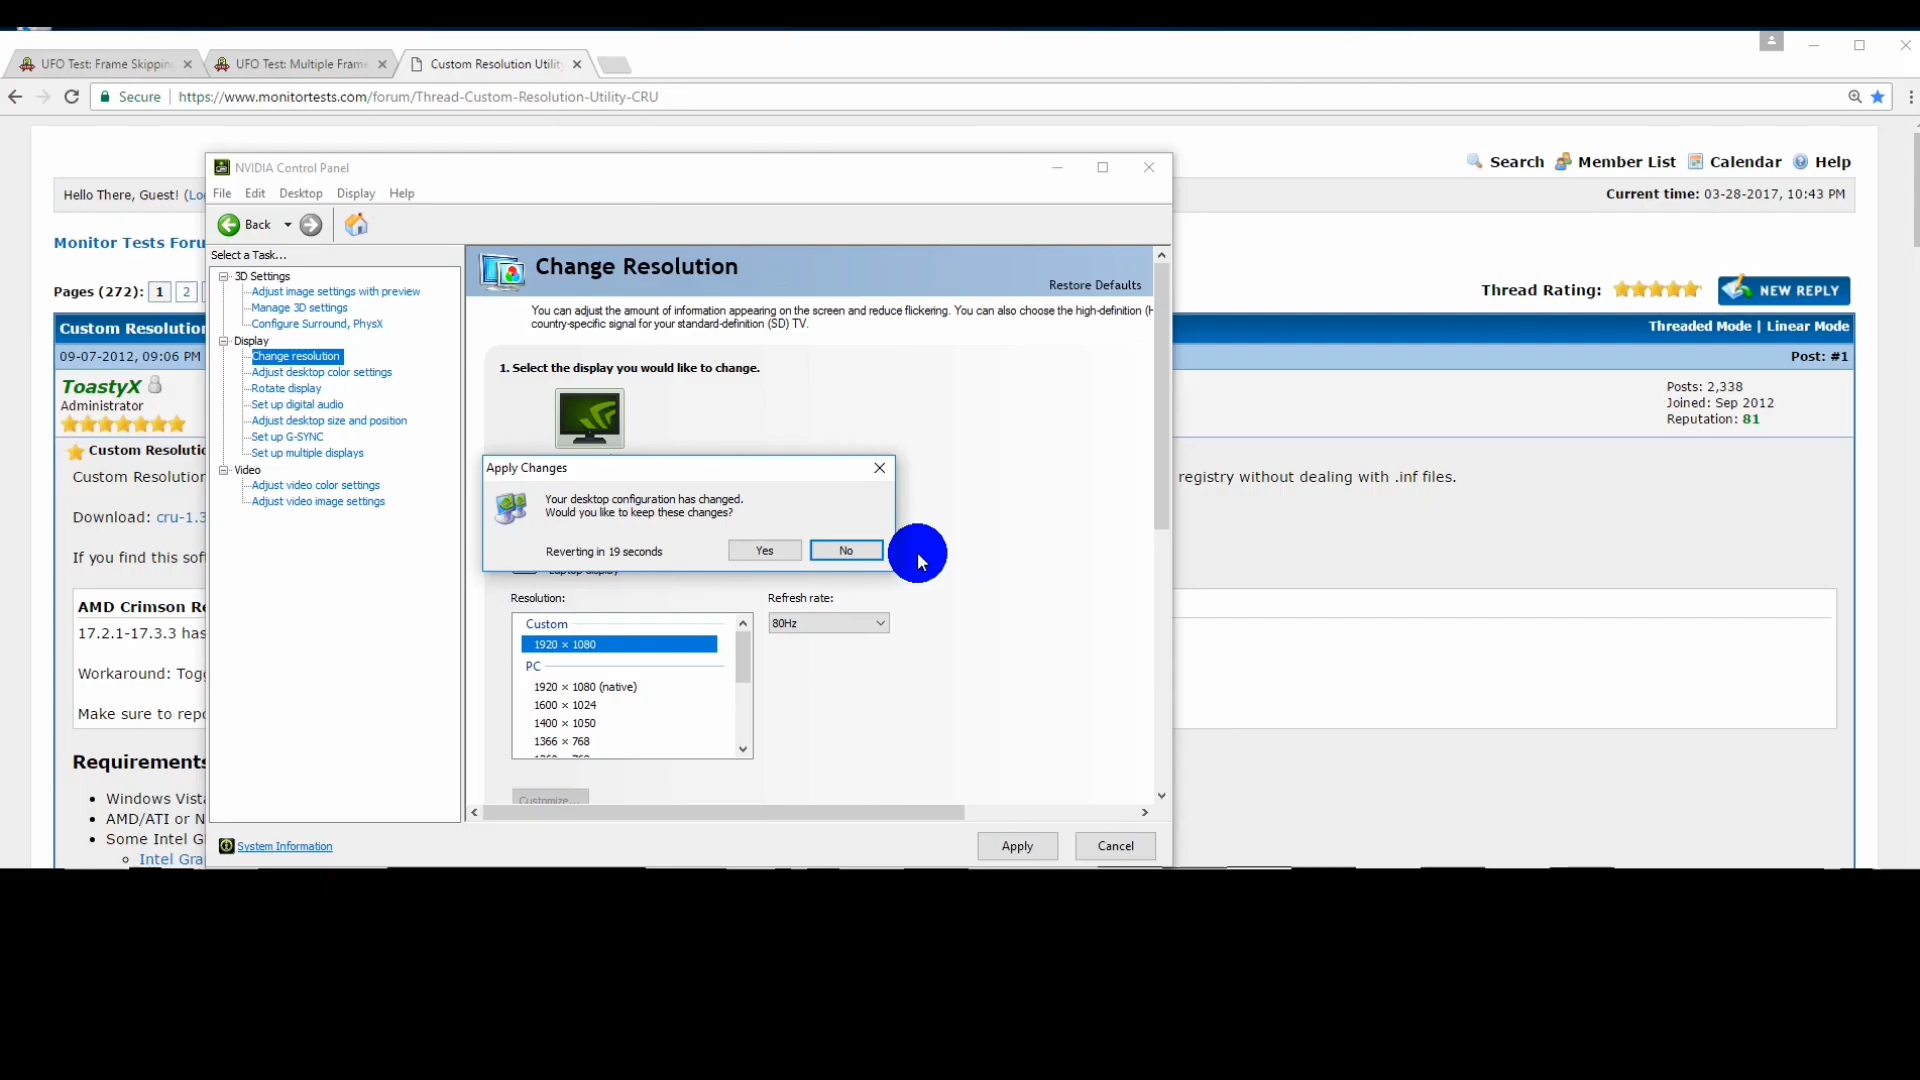 UFO Test: Frame Skippin
UFO Test: Multiple Frame
Custom Resolution Utilit
Secure
https://www.monitortests.com/forum/Thread-Custom-Resolution-Utility-CRU
Search
Member List
Calendar
Help
Hello There, Guest! (Lo
Current time: 03-28-2017, 10:43 PM
Monitor Tests Foru
Pages (272): 1 2
Thread Rating:
NEW REPLY
Custom Resolution
Threaded Mode | Linear Mode
09-07-2012, 09:06 PM
Post: #1
ToastyX
Administrator
Posts: 2,338
Joined: Sep 2012
Reputation: 81
Custom Resolutio
Custom Resolution
registry without dealing with .inf files.
Download: cru-1.3
If you find this sof
AMD Crimson Re
17.2.1-17.3.3 has
Workaround: Togg
Make sure to repo
Requirements
Windows Vista
AMD/ATI or N
Some Intel G
Intel Gra
NVIDIA Control Panel
File Edit Desktop Display Help
Back
Select a Task...
3D Settings
Adjust image settings with preview
Manage 3D settings
Configure Surround, PhysX
Display
Change resolution
Adjust desktop color settings
Rotate display
Set up digital audio
Adjust desktop size and position
Set up G-SYNC
Set up multiple displays
Video
Adjust video color settings
Adjust video image settings
System Information
Change Resolution
Restore Defaults
You can adjust the amount of information appearing on the screen and reduce flickering. You can also choose the high-definition (H
country-specific signal for your standard-definition (SD) TV.
1. Select the display you would like to change.
Apply Changes
Your desktop configuration has changed.
Would you like to keep these changes?
Reverting in 19 seconds
Yes
No
Laptop display
Resolution:
Refresh rate:
Custom
80Hz
1920 × 1080
PC
1920 × 1080 (native)
1600 × 1024
1400 × 1050
1366 × 768
Customize...
Apply
Cancel